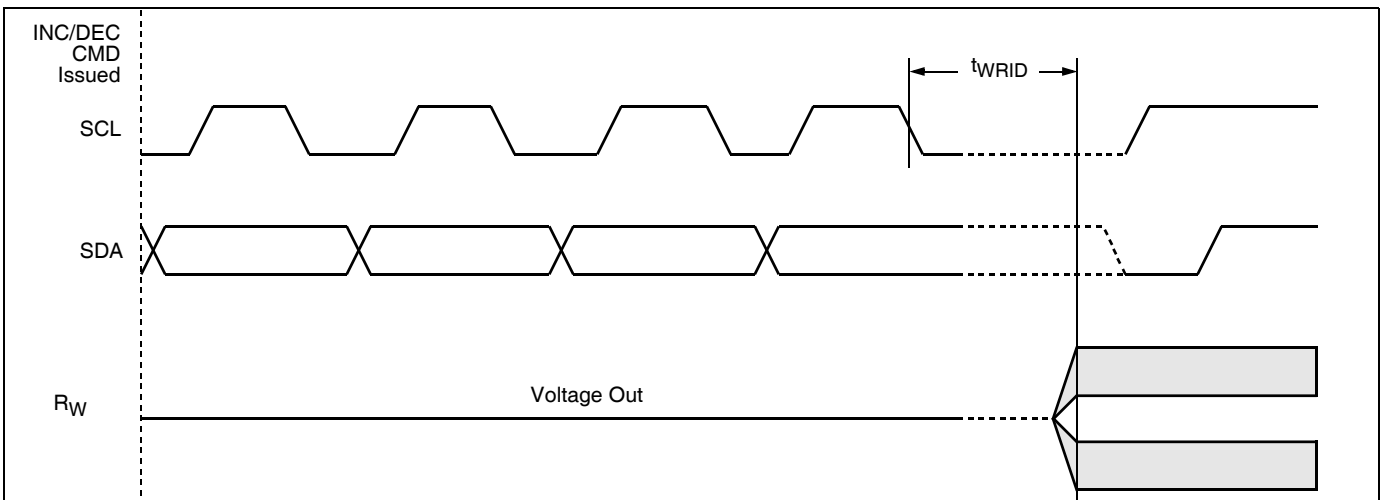 INC/DEC
CMD
Issued
tWRID
SCL
SDA
Voltage Out
RW